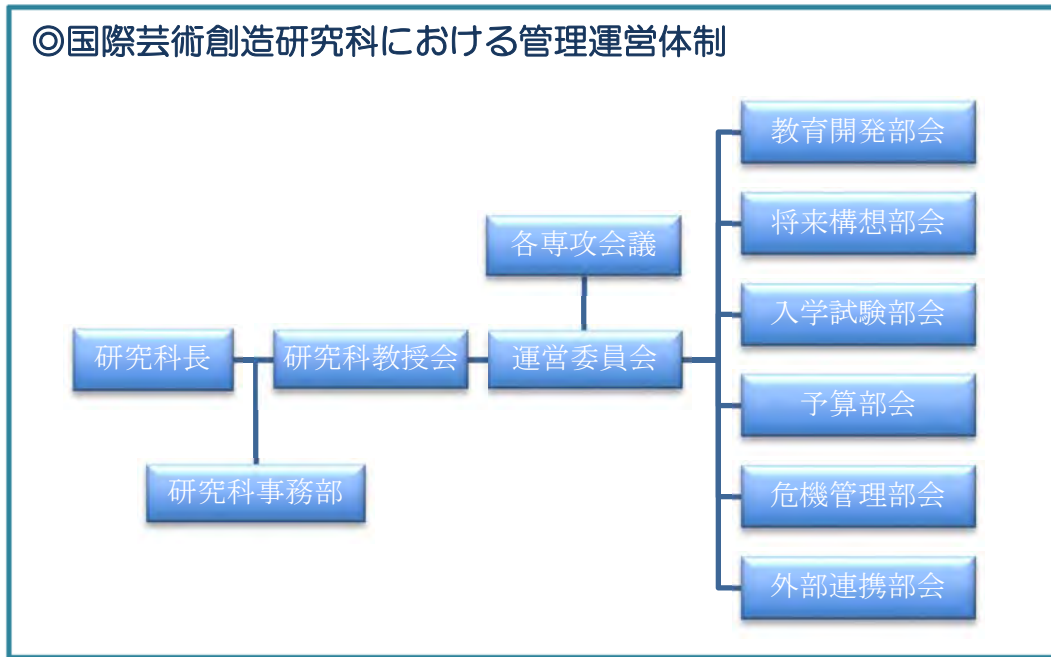 ◎国際芸術創造研究科における管理運営体制
教育開発部会
将来構想部会
各専攻会議
入学試験部会
研究科長
研究科教授会
運営委員会
予算部会
研究科事務部
危機管理部会
外部連携部会